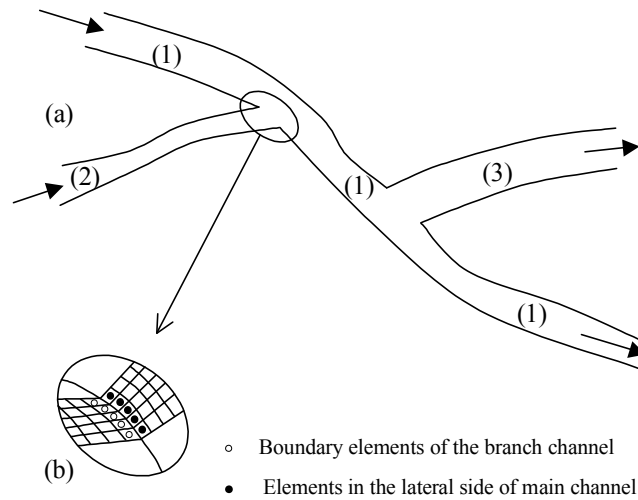 (1)
(a)
(2)
(1)
(3)
(1)
(b)
○ Boundary elements of the branch channel
● Elements in the lateral side of main channel